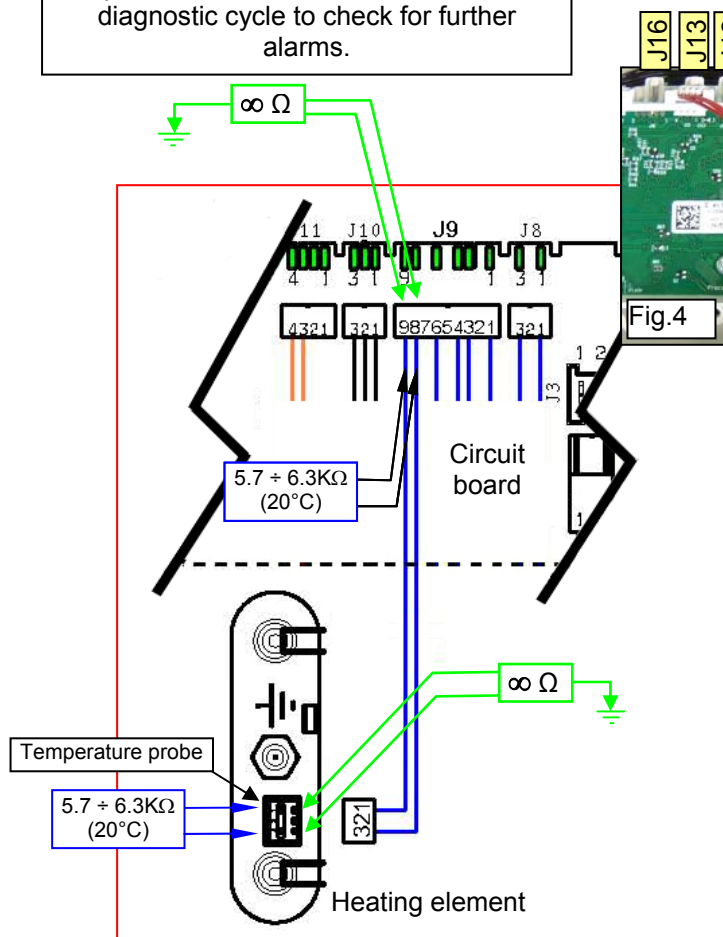 diagnostic cycle to check for further
alarms.
J16
J13
∞ Ω
11 J10 J9 J8
4 1 3 1 9 1 3 1
4321 321 987654321 321
Fig.4
1 2
J3
5.7 ÷ 6.3KΩ
(20°C)
Circuit
board
1
∞ Ω
Temperature probe
5.7 ÷ 6.3KΩ
(20°C)
321
Heating element